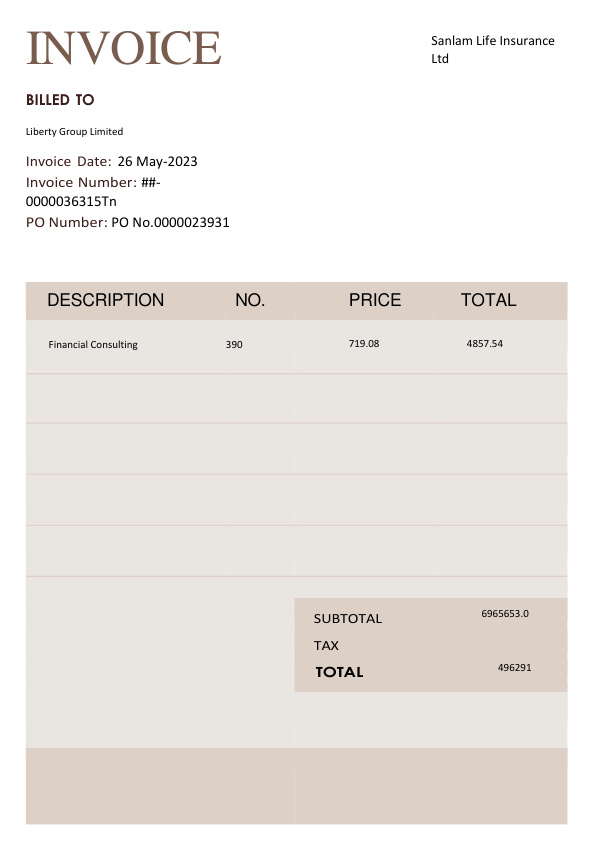 INVOICE
Sanlam Life Insurance
Ltd
BILLED TO
Liberty Group Limited
Invoice Date: 26 May-2023
Invoice Number: ##-
0000036315Tn
PO Number: PO No.0000023931
DESCRIPTION NO. PRICE TOTAL
Financial Consulting 390 719.08 4857.54
SUBTOTAL 6965653.0
TAX
TOTAL 496291